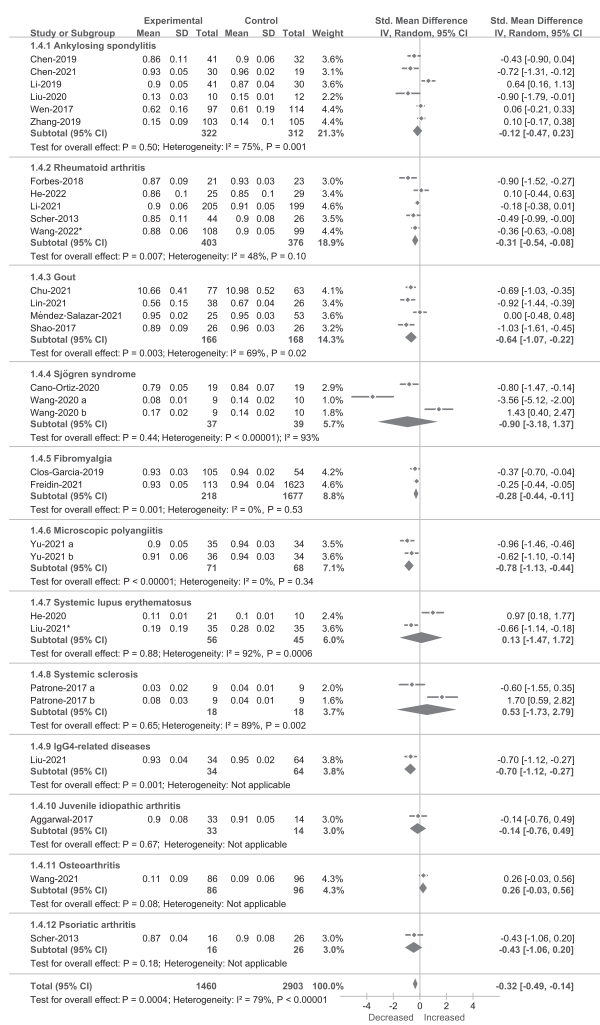 Experimental Control Std. Mean Difference Std. Mean Difference
Study or Subgroup Mean SD Total Mean SD Total Weight IV, Random, 95% CI IV, Random, 95% CI
1.4.1 Ankylosing spondylitis
Chen-2019 0.86 0.11 41 0.9 0.06 32 3.6% -0.43 [-0.90, 0.04]
Chen-2021 0.93 0.05 30 0.96 0.02 19 3.1% -0.72 [-1.31, -0.12]
Li-2019 0.9 0.05 41 0.87 0.04 30 3.5% 0.64 [0.16, 1.13]
Liu-2020 0.13 0.03 10 0.15 0.01 12 2.2% -0.90 [-1.79, -0.01]
Wen-2017 0.62 0.16 97 0.61 0.19 114 4.4% 0.06 [-0.21, 0.33]
Zhang-2019 0.15 0.09 103 0.14 0.1 105 4.4% 0.10 [-0.17, 0.38]
Subtotal (95% CI) 322 312 21.3% -0.12 [-0.47, 0.23]
Test for overall effect: P = 0.50; Heterogeneity: I² = 75%, P = 0.001
1.4.2 Rheumatoid arthritis
Forbes-2018 0.87 0.09 21 0.93 0.03 23 3.0% -0.90 [-1.52, -0.27]
He-2022 0.86 0.1 25 0.85 0.1 29 3.3% 0.10 [-0.44, 0.63]
Li-2021 0.9 0.06 205 0.91 0.05 199 4.6% -0.18 [-0.38, 0.01]
Scher-2013 0.85 0.11 44 0.9 0.08 26 3.5% -0.49 [-0.99, -0.00]
Wang-2022* 0.88 0.06 108 0.9 0.05 99 4.4% -0.36 [-0.63, -0.08]
Subtotal (95% CI) 403 376 18.9% -0.31 [-0.54, -0.08]
Test for overall effect: P = 0.007; Heterogeneity: I² = 48%, P = 0.10
1.4.3 Gout
Chu-2021 10.66 0.41 77 10.98 0.52 63 4.1% -0.69 [-1.03, -0.35]
Lin-2021 0.56 0.15 38 0.67 0.04 26 3.4% -0.92 [-1.44, -0.39]
Méndez-Salazar-2021 0.95 0.02 25 0.95 0.03 53 3.6% 0.00 [-0.48, 0.48]
Shao-2017 0.89 0.09 26 0.96 0.03 26 3.2% -1.03 [-1.61, -0.45]
Subtotal (95% CI) 166 168 14.3% -0.64 [-1.07, -0.22]
Test for overall effect: P = 0.003; Heterogeneity: I² = 69%, P = 0.02
1.4.4 Sjögren syndrome
Cano-Ortiz-2020 0.79 0.05 19 0.84 0.07 19 2.9% -0.80 [-1.47, -0.14]
Wang-2020 a 0.08 0.01 9 0.14 0.02 10 1.0% -3.56 [-5.12, -2.00]
Wang-2020 b 0.17 0.02 9 0.14 0.02 10 1.8% 1.43 [0.40, 2.47]
Subtotal (95% CI) 37 39 5.7% -0.90 [-3.18, 1.37]
Test for overall effect: P = 0.44; Heterogeneity: P < 0.00001); I² = 93%
1.4.5 Fibromyalgia
Clos-Garcia-2019 0.93 0.03 105 0.94 0.02 54 4.2% -0.37 [-0.70, -0.04]
Freidin-2021 0.93 0.05 113 0.94 0.04 1623 4.6% -0.25 [-0.44, -0.05]
Subtotal (95% CI) 218 1677 8.8% -0.28 [-0.44, -0.11]
Test for overall effect: P = 0.001; Heterogeneity: I² = 0%, P = 0.53
1.4.6 Microscopic polyangiitis
Yu-2021 a 0.9 0.05 35 0.94 0.03 34 3.5% -0.96 [-1.46, -0.46]
Yu-2021 b 0.91 0.06 36 0.94 0.03 34 3.6% -0.62 [-1.10, -0.14]
Subtotal (95% CI) 71 68 7.1% -0.78 [-1.13, -0.44]
Test for overall effect: P < 0.00001; Heterogeneity: I² = 0%, P = 0.34
1.4.7 Systemic lupus erythematosus
He-2020 0.11 0.01 21 0.1 0.01 10 2.4% 0.97 [0.18, 1.77]
Liu-2021* 0.19 0.19 35 0.28 0.02 35 3.5% -0.66 [-1.14, -0.18]
Subtotal (95% CI) 56 45 6.0% 0.13 [-1.47, 1.72]
Test for overall effect: P = 0.88; Heterogeneity: I² = 92%, P = 0.0006
1.4.8 Systemic sclerosis
Patrone-2017 a 0.03 0.02 9 0.04 0.01 9 2.0% -0.60 [-1.55, 0.35]
Patrone-2017 b 0.08 0.03 9 0.04 0.01 9 1.7% 1.70 [0.59, 2.82]
Subtotal (95% CI) 18 18 3.7% 0.53 [-1.73, 2.79]
Test for overall effect: P = 0.65; Heterogeneity: I² = 89%, P = 0.002
1.4.9 IgG4-related diseases
Liu-2021 0.93 0.04 34 0.95 0.02 64 3.8% -0.70 [-1.12, -0.27]
Subtotal (95% CI) 34 64 3.8% -0.70 [-1.12, -0.27]
Test for overall effect: P = 0.001; Heterogeneity: Not applicable
1.4.10 Juvenile idiopathic arthritis
Aggarwal-2017 0.9 0.08 33 0.91 0.05 14 3.0% -0.14 [-0.76, 0.49]
Subtotal (95% CI) 33 14 3.0% -0.14 [-0.76, 0.49]
Test for overall effect: P = 0.67; Heterogeneity: Not applicable
1.4.11 Osteoarthritis
Wang-2021 0.11 0.09 86 0.09 0.06 96 4.3% 0.26 [-0.03, 0.56]
Subtotal (95% CI) 86 96 4.3% 0.26 [-0.03, 0.56]
Test for overall effect: P = 0.08; Heterogeneity: Not applicable
1.4.12 Psoriatic arthritis
Scher-2013 0.87 0.04 16 0.9 0.08 26 3.0% -0.43 [-1.06, 0.20]
Subtotal (95% CI) 16 26 3.0% -0.43 [-1.06, 0.20]
Test for overall effect: P = 0.18; Heterogeneity: Not applicable
Total (95% CI) 1460 2903 100.0% -0.32 [-0.49, -0.14]
Test for overall effect: P = 0.0004; Heterogeneity: I² = 79%, P < 0.00001
-4 -2 0 2 4
Decreased Increased